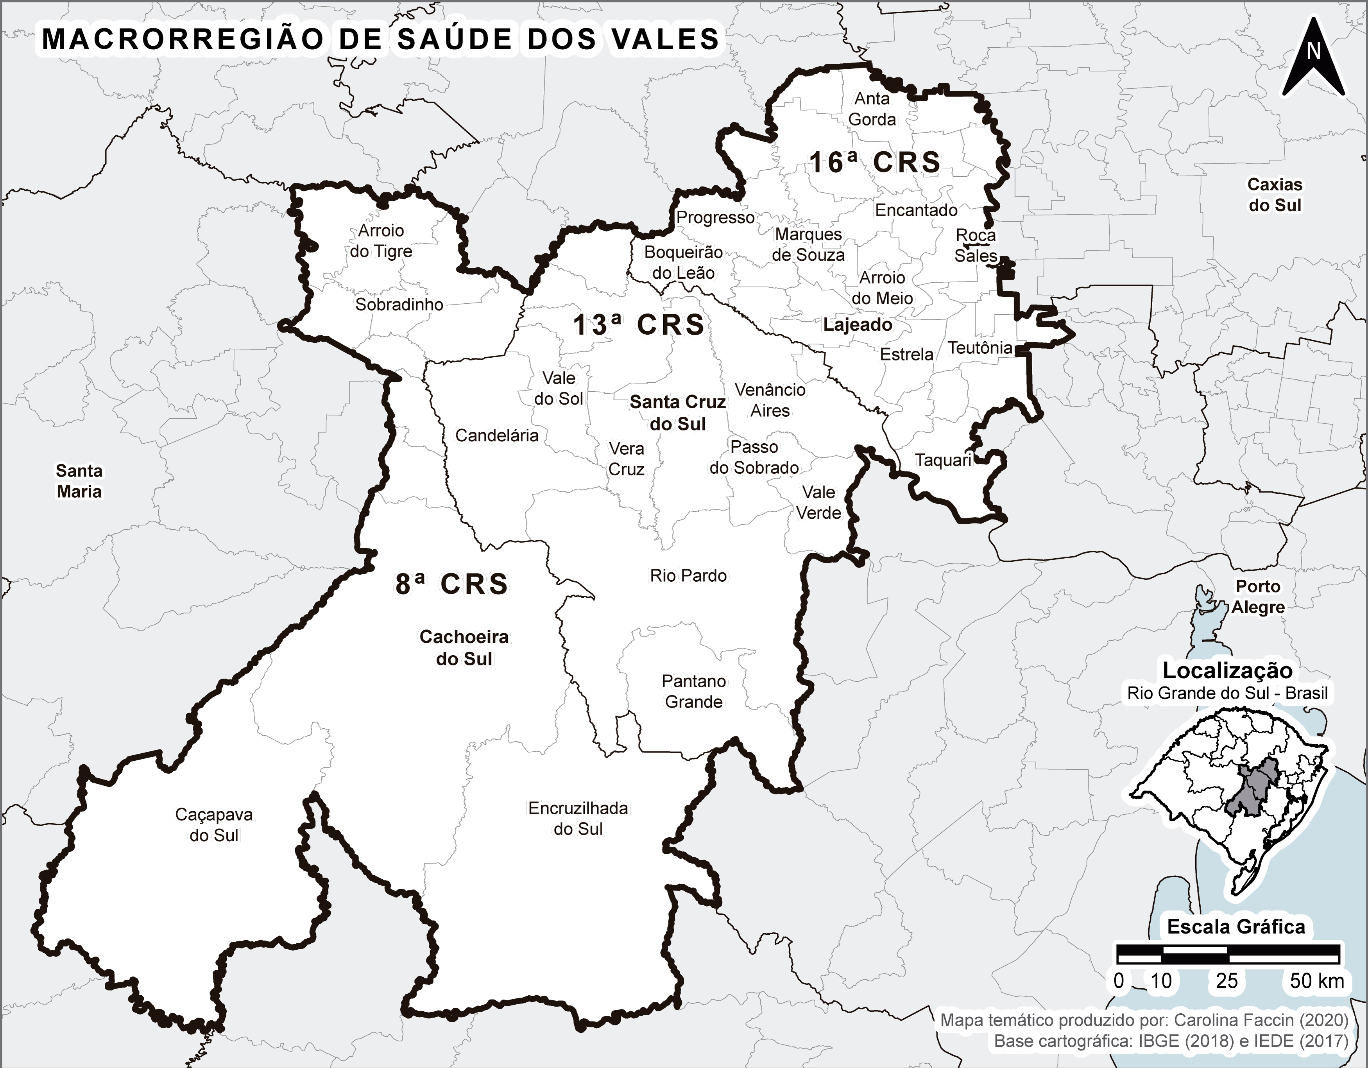 MACRORREGIÃO DE SAÚDE DOS VALES
N
Anta
Gorda
16ª CRS
Caxias
do Sul
Progresso
Encantado
Arroio
do Tigre
Marques
de Souza
Roca
Sales
Boqueirão
do Leão
Arroio
do Meio
Sobradinho
13ª CRS
Lajeado
Estrela
Teutônia
Vale
do Sol
Santa Cruz
do Sul
Venâncio
Aires
Candelária
Vera
Cruz
Passo
do Sobrado
Taquari
Santa
Maria
Vale
Verde
8ª CRS
Rio Pardo
Porto
Alegre
Cachoeira
do Sul
Pantano
Grande
Localização
Rio Grande do Sul - Brasil
Caçapava
do Sul
Encruzilhada
do Sul
Escala Gráfica
0 10 25 50 km
Mapa temático produzido por: Carolina Faccin (2020)
Base cartográfica: IBGE (2018) e IEDE (2017)